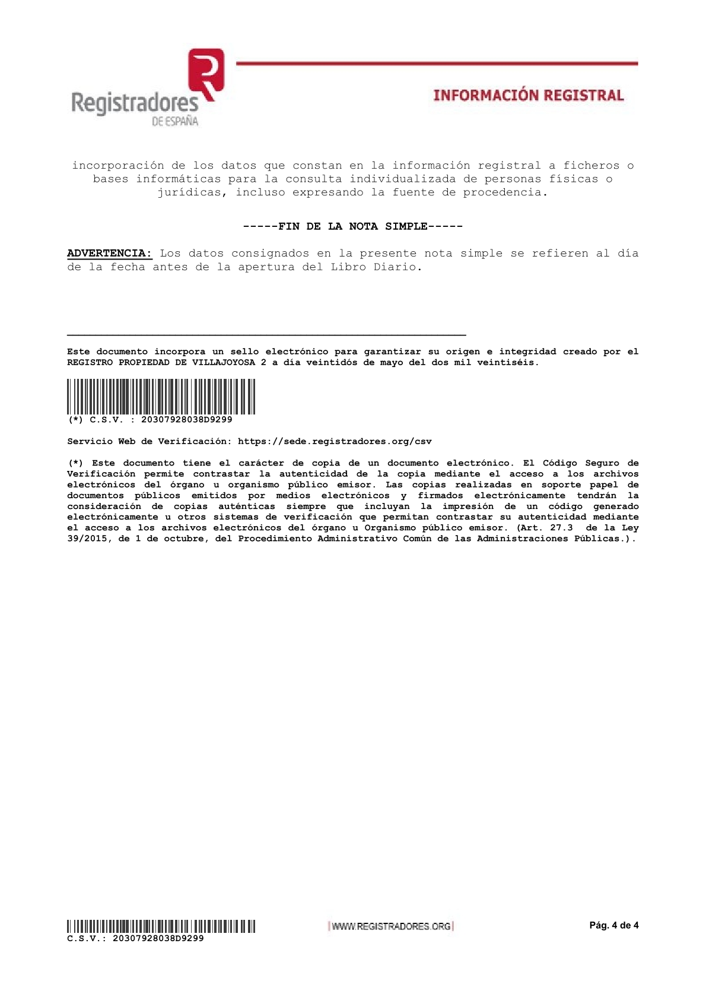 Registradores
DE ESPAÑA
INFORMACIÓN REGISTRAL
incorporación de los datos que constan en la información registral a ficheros o
bases informáticas para la consulta individualizada de personas físicas o
jurídicas, incluso expresando la fuente de procedencia.
-----FIN DE LA NOTA SIMPLE-----
ADVERTENCIA: Los datos consignados en la presente nota simple se refieren al día
de la fecha antes de la apertura del Libro Diario.
Este documento incorpora un sello electrónico para garantizar su origen e integridad creado por el
REGISTRO PROPIEDAD DE VILLAJOYOSA 2 a día veintidós de mayo del dos mil veintiséis.
(*) C.S.V. : 20307928038D9299
Servicio Web de Verificación: https://sede.registradores.org/csv
(*) Este documento tiene el carácter de copia de un documento electrónico. El Código Seguro de
Verificación permite contrastar la autenticidad de la copia mediante el acceso a los archivos
electrónicos del órgano u organismo público emisor. Las copias realizadas en soporte papel de
documentos públicos emitidos por medios electrónicos y firmados electrónicamente tendrán la
consideración de copias auténticas siempre que incluyan la impresión de un código generado
electrónicamente u otros sistemas de verificación que permitan contrastar su autenticidad mediante
el acceso a los archivos electrónicos del órgano u Organismo público emisor. (Art. 27.3 de la Ley
39/2015, de 1 de octubre, del Procedimiento Administrativo Común de las Administraciones Públicas.).
C.S.V.: 20307928038D9299
WWW.REGISTRADORES.ORG
Pág. 4 de 4